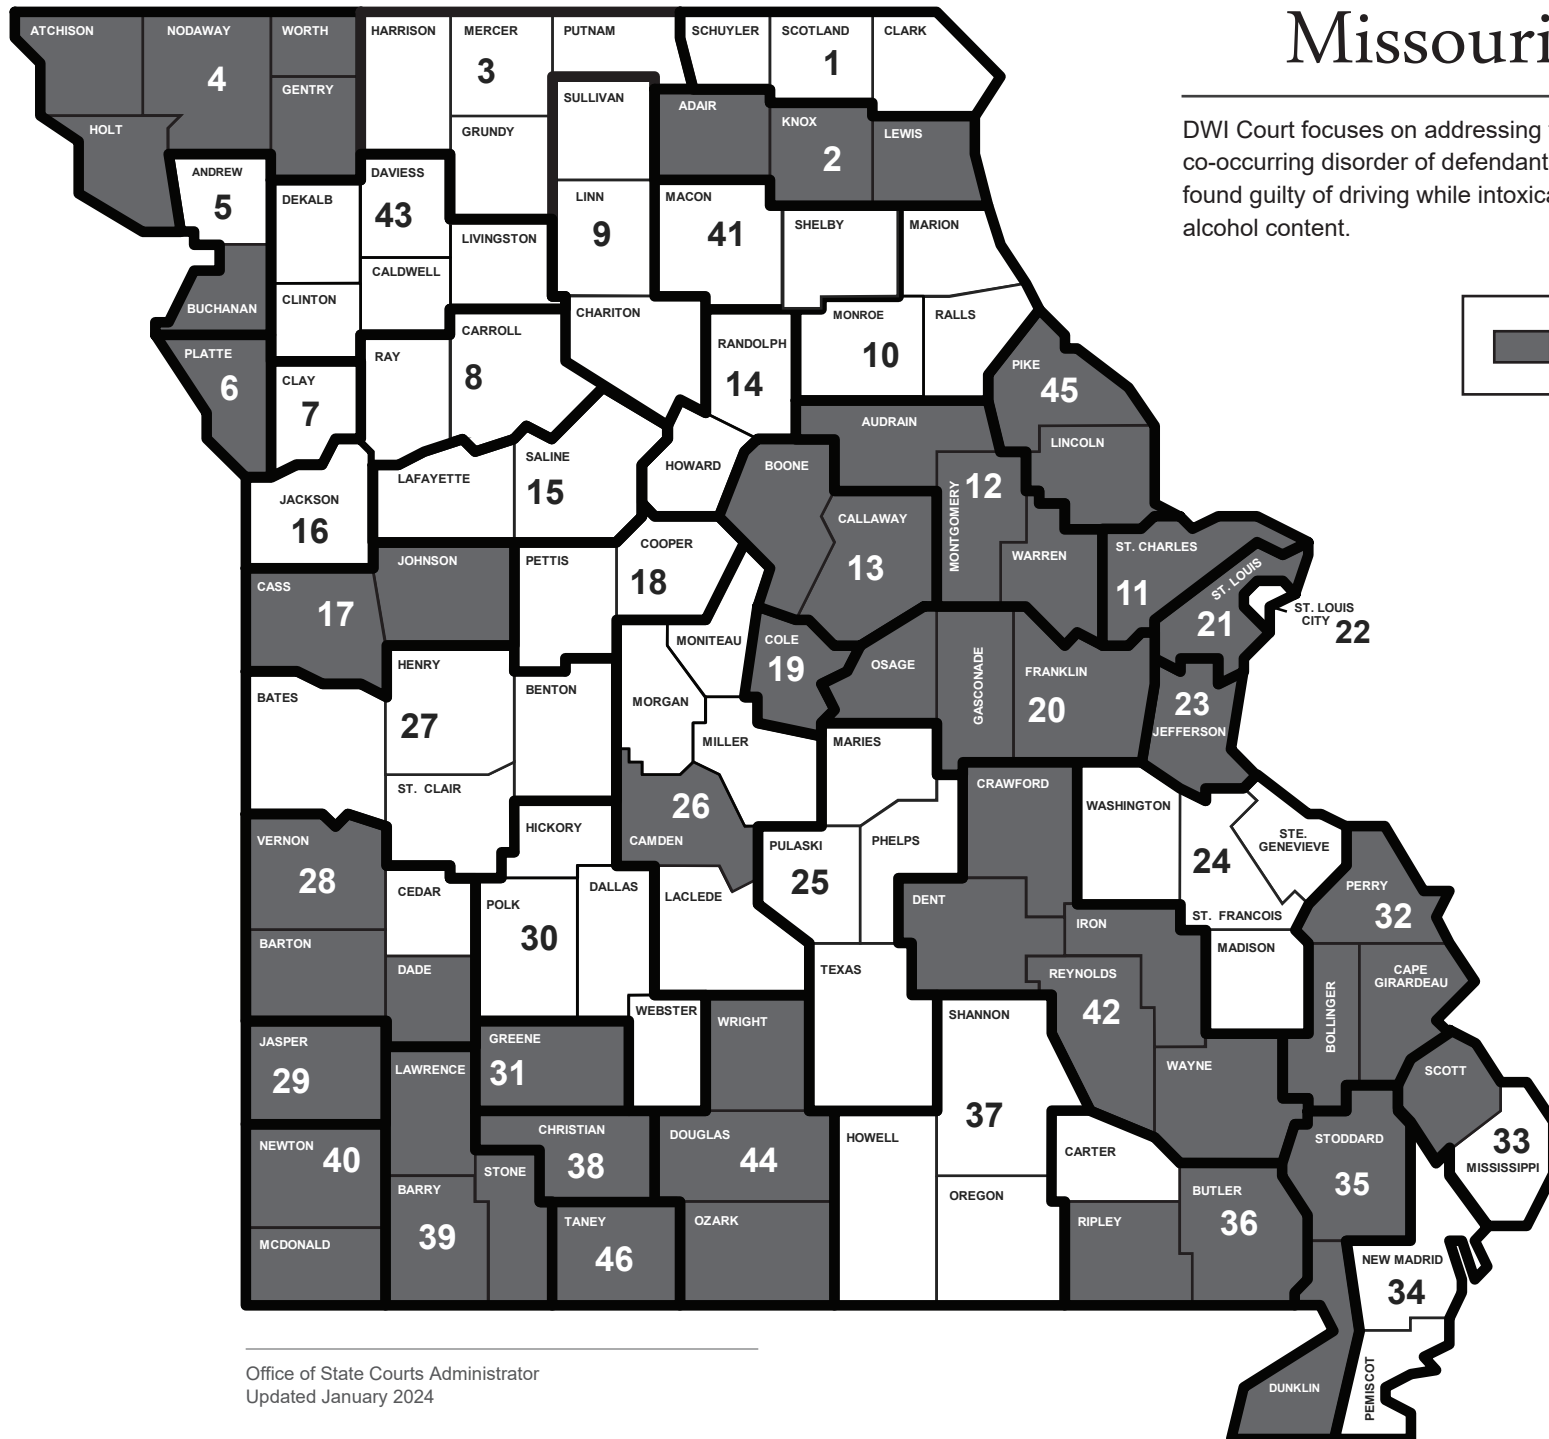 Missouri
DWI Court focuses on addressing
co-occurring disorder of defendant
found guilty of driving while intoxica
alcohol content.
ATCHISON
NODAWAY
WORTH
HARRISON
MERCER
PUTNAM
SCHUYLER
SCOTLAND
CLARK
4
3
1
GENTRY
SULLIVAN
ADAIR
KNOX
LEWIS
HOLT
GRUNDY
2
ANDREW
DAVIESS
5
DEKALB
43
LINN
MACON
9
41
LIVINGSTON
SHELBY
MARION
CALDWELL
BUCHANAN
CLINTON
CHARITON
MONROE
RALLS
CARROLL
RANDOLPH
PLATTE
RAY
10
6
CLAY
8
14
PIKE
7
45
AUDRAIN
LINCOLN
SALINE
HOWARD
BOONE
LAFAYETTE
15
12
JACKSON
MONTGOMERY
16
CALLAWAY
COOPER
ST. CHARLES
JOHNSON
PETTIS
WARREN
CASS
18
13
ST. LOUIS
17
11
ST. LOUIS
CITY
22
21
MONITEAU
COLE
HENRY
19
OSAGE
GASCONADE
FRANKLIN
BATES
BENTON
MORGAN
20
23
27
MILLER
MARIES
JEFFERSON
ST. CLAIR
CRAWFORD
26
WASHINGTON
HICKORY
VERNON
CAMDEN
PULASKI
PHELPS
STE.
GENEVIEVE
28
24
CEDAR
DALLAS
25
PERRY
POLK
LACLEDE
DENT
32
30
IRON
ST. FRANCOIS
BARTON
MADISON
DADE
TEXAS
REYNOLDS
CAPE
GIRARDEAU
WEBSTER
SHANNON
42
BOLLINGER
WRIGHT
JASPER
GREENE
29
31
LAWRENCE
WAYNE
SCOTT
37
CHRISTIAN
DOUGLAS
HOWELL
STODDARD
33
NEWTON
40
38
44
CARTER
MISSISSIPPI
STONE
35
BARRY
OREGON
BUTLER
TANEY
OZARK
RIPLEY
36
39
MCDONALD
46
NEW MADRID
34
Office of State Courts Administrator
Updated January 2024
DUNKLIN
PEMISCOT